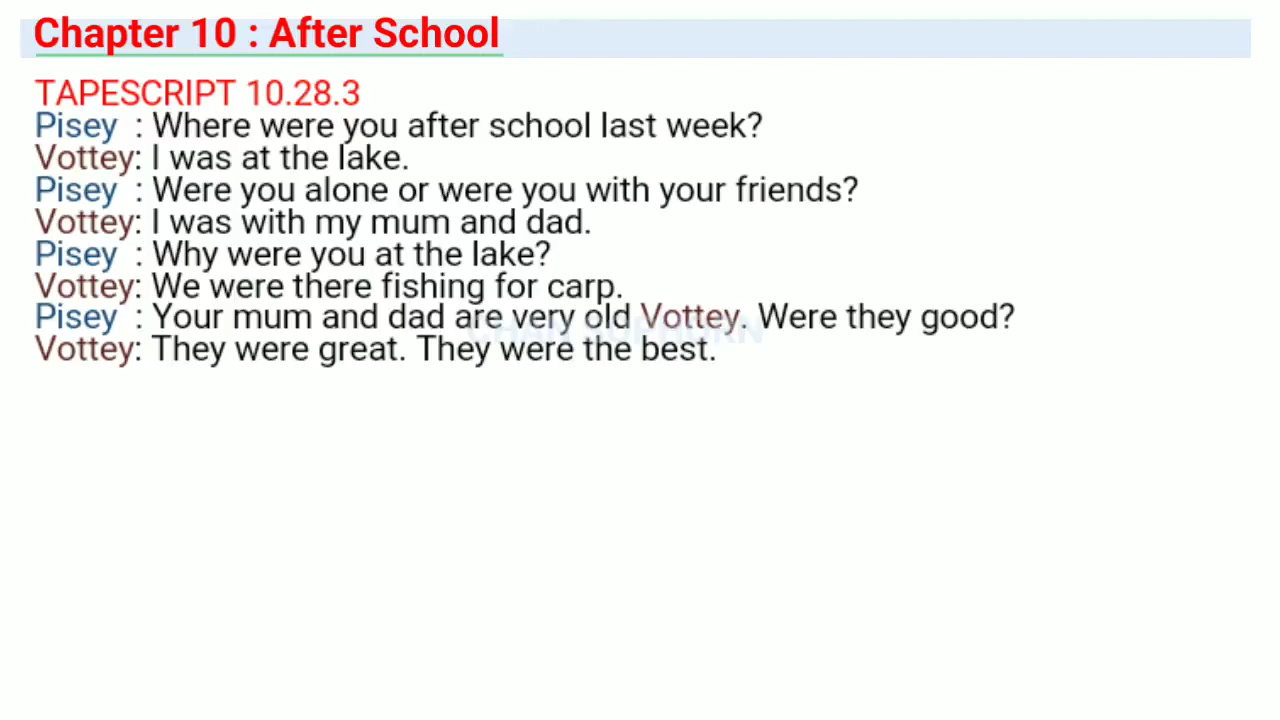 Chapter 10 : After School
TAPESCRIPT 10.28.3
Pisey : Where were you after school last week?
Vottey: I was at the lake.
Pisey : Were you alone or were you with your friends?
Vottey: I was with my mum and dad.
Pisey : Why were you at the lake?
Vottey: We were there fishing for carp.
Pisey : Your mum and dad are very old Vottey. Were they good?
Vottey: They were great. They were the best.
CHAN SOPHORN